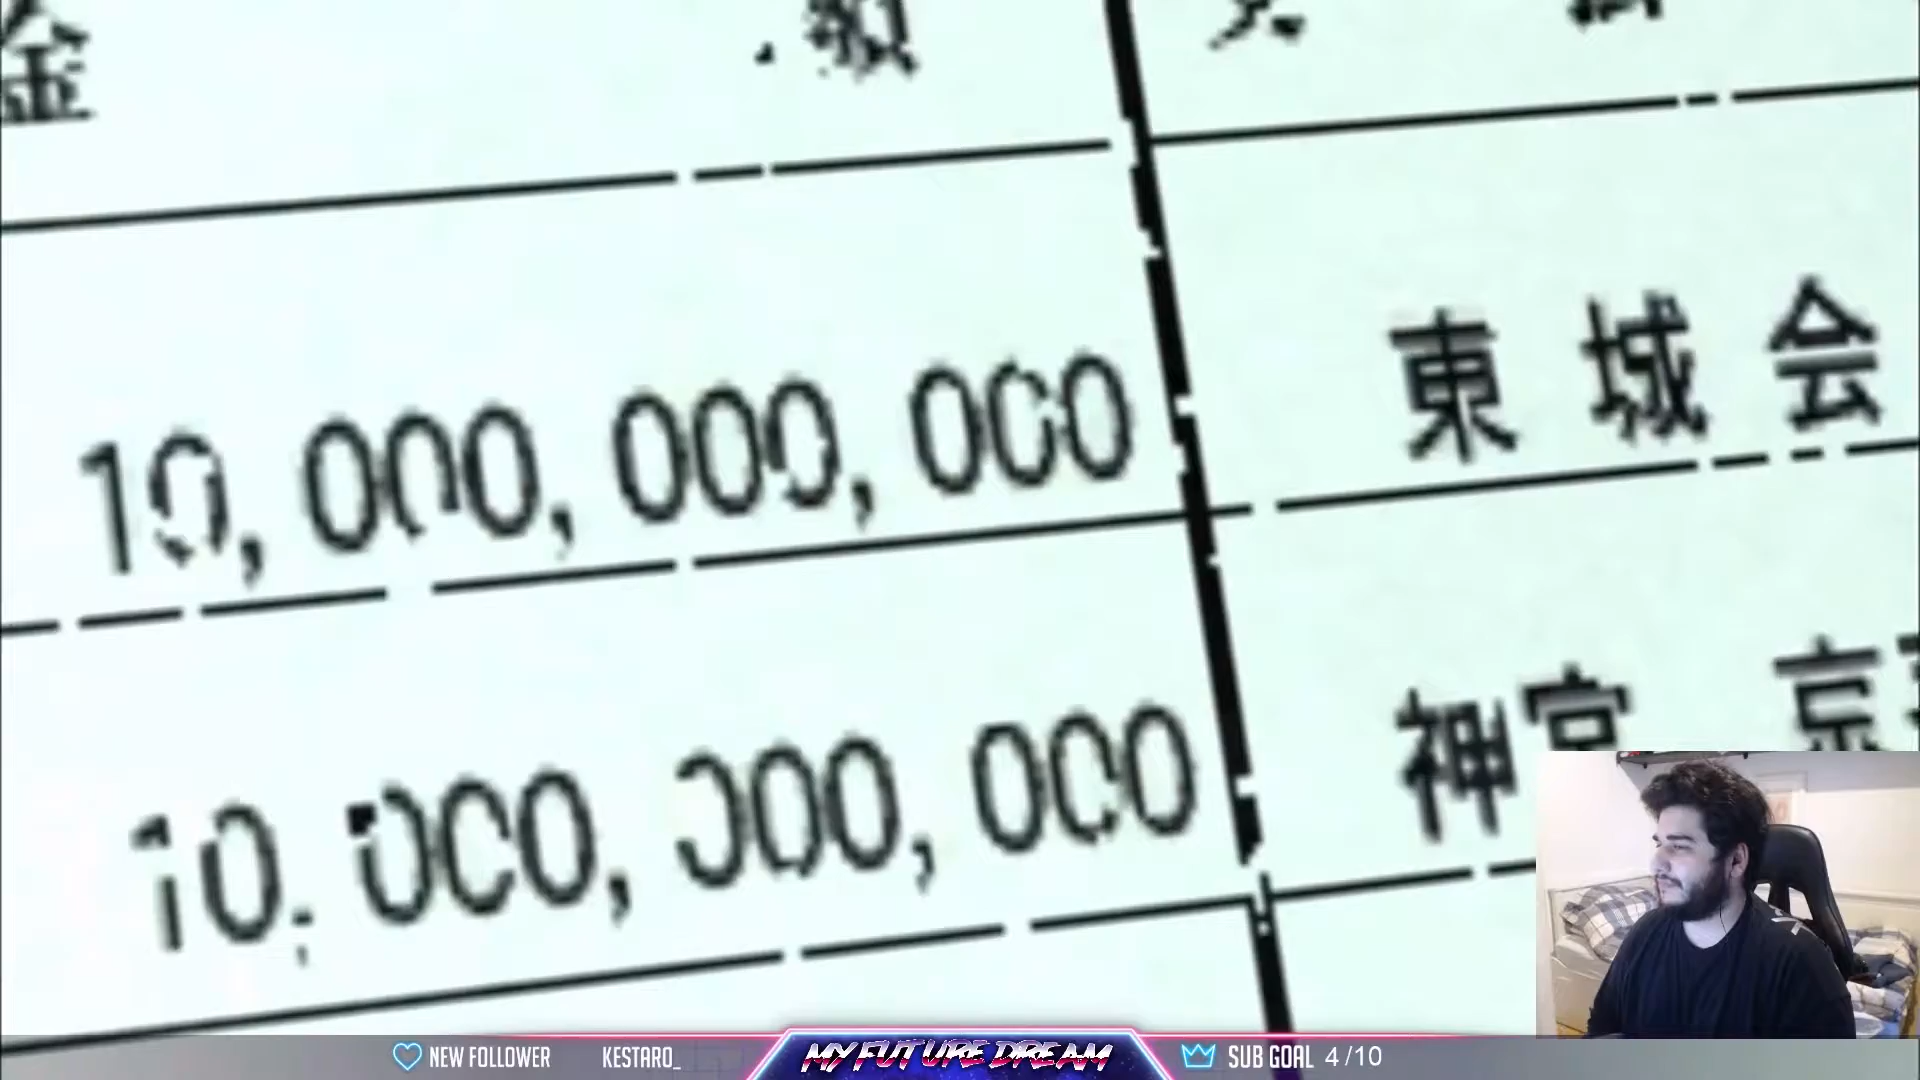 金 額
10,000,000,000 東城会
10,000,000,000 神宮 京
NEW FOLLOWER KESTARO_ MY FUTURE DREAM SUB GOAL 4/10